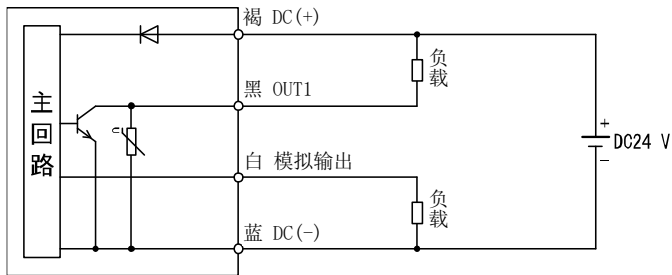 褐 DC(+)
负载
黑 OUT1
主回路
u
+
DC24 V
-
白 模拟输出
负载
蓝 DC(-)